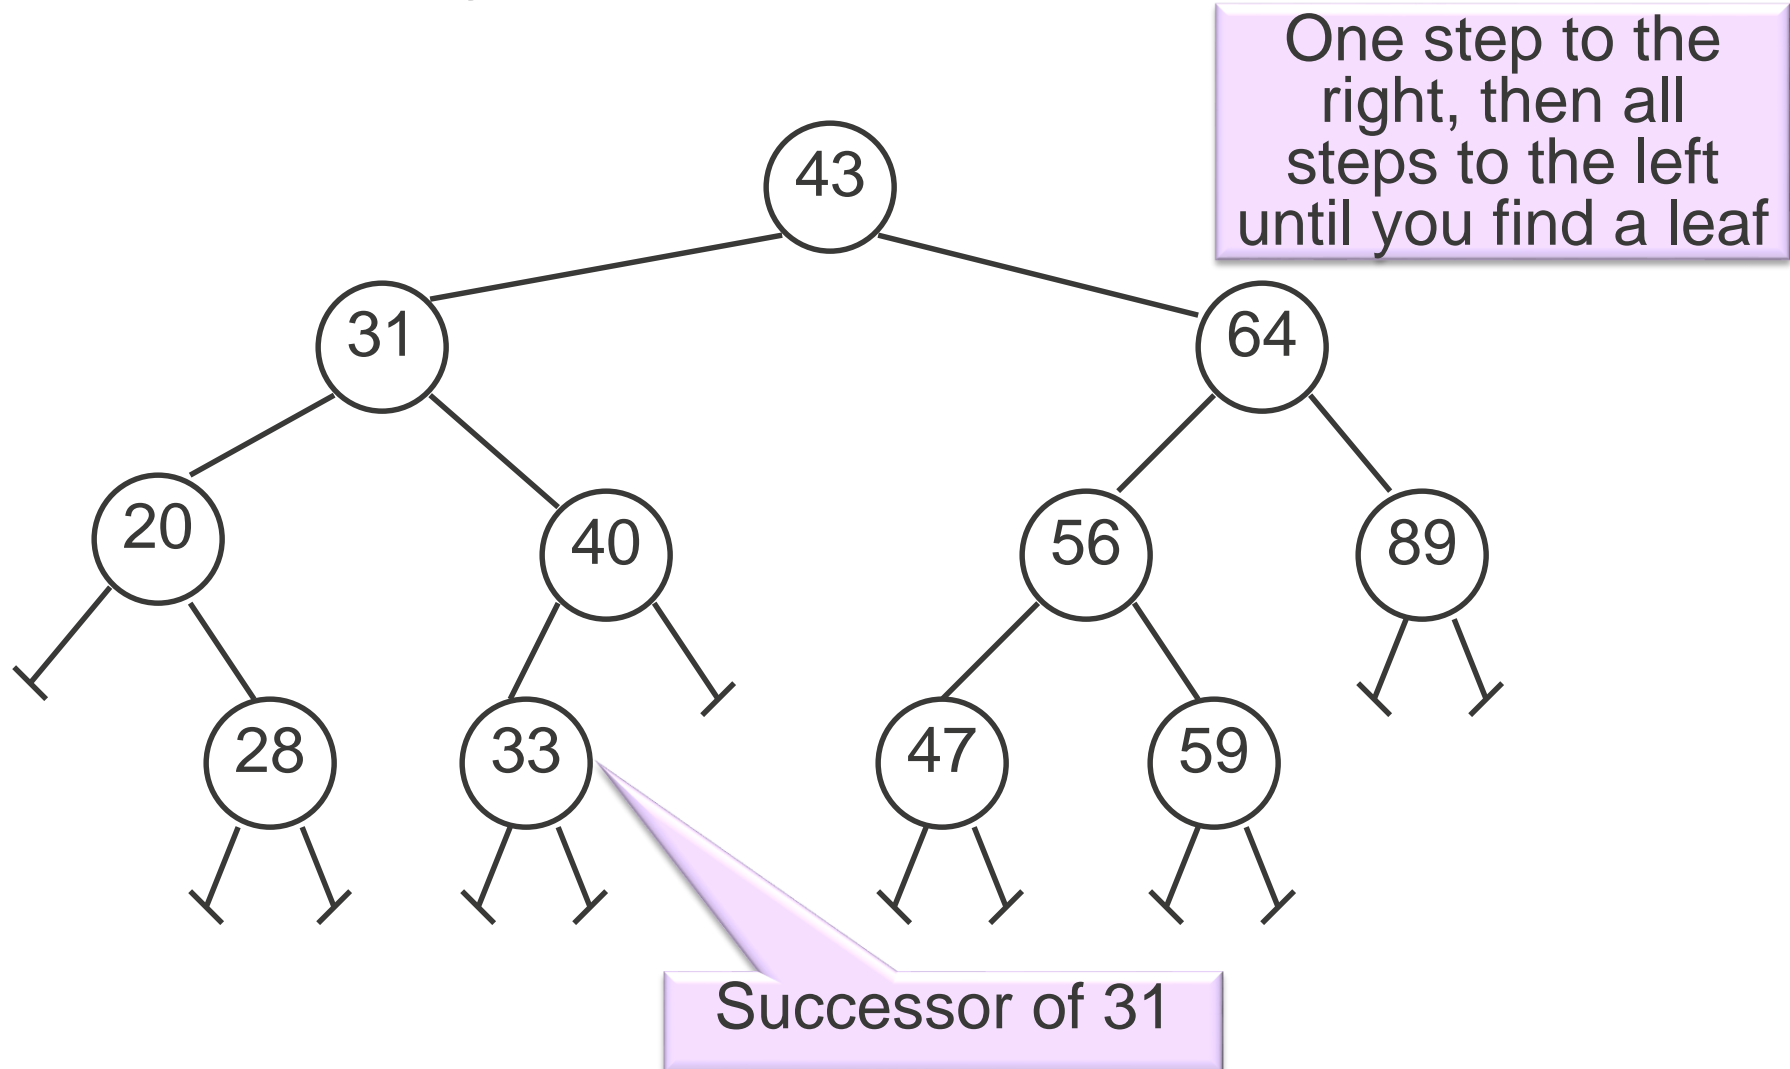 One step to the
right, then all
steps to the left
until you find a leaf
43
31
64
20
40
56
89
28
33
47
59
Successor of 31